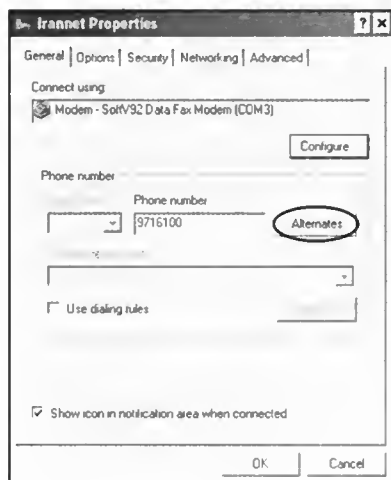 Irannet Properties
General Options Security Networking Advanced
Connect using:
Modem - SoftV92 Data Fax Modem (COM3)
Configure
Phone number
Phone number
9716100 Alternates
Use dialing rules
Show icon in notification area when connected
OK Cancel